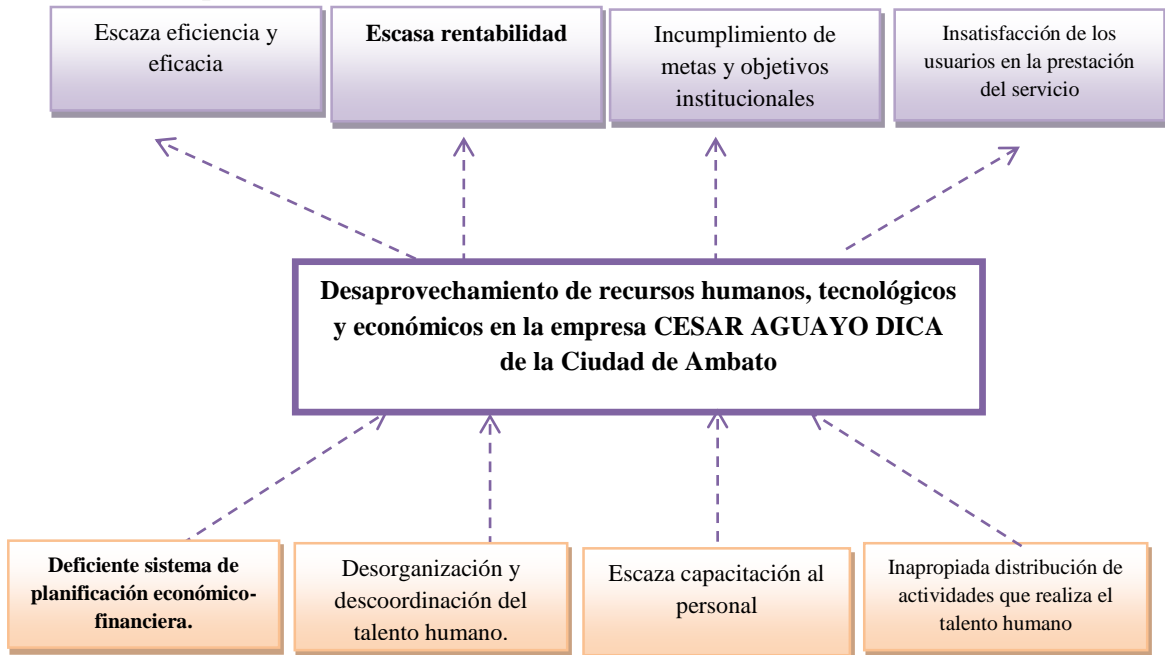 Escaza eficiencia y
eficacia
Escasa rentabilidad
Incumplimiento de
metas y objetivos
institucionales
Insatisfacción de los
usuarios en la prestación
del servicio
Desaprovechamiento de recursos humanos, tecnológicos
y económicos en la empresa CESAR AGUAYO DICA
de la Ciudad de Ambato
Deficiente sistema de
planificación económico-
financiera.
Desorganización y
descoordinación del
talento humano.
Escaza capacitación al
personal
Inapropiada distribución de
actividades que realiza el
talento humano